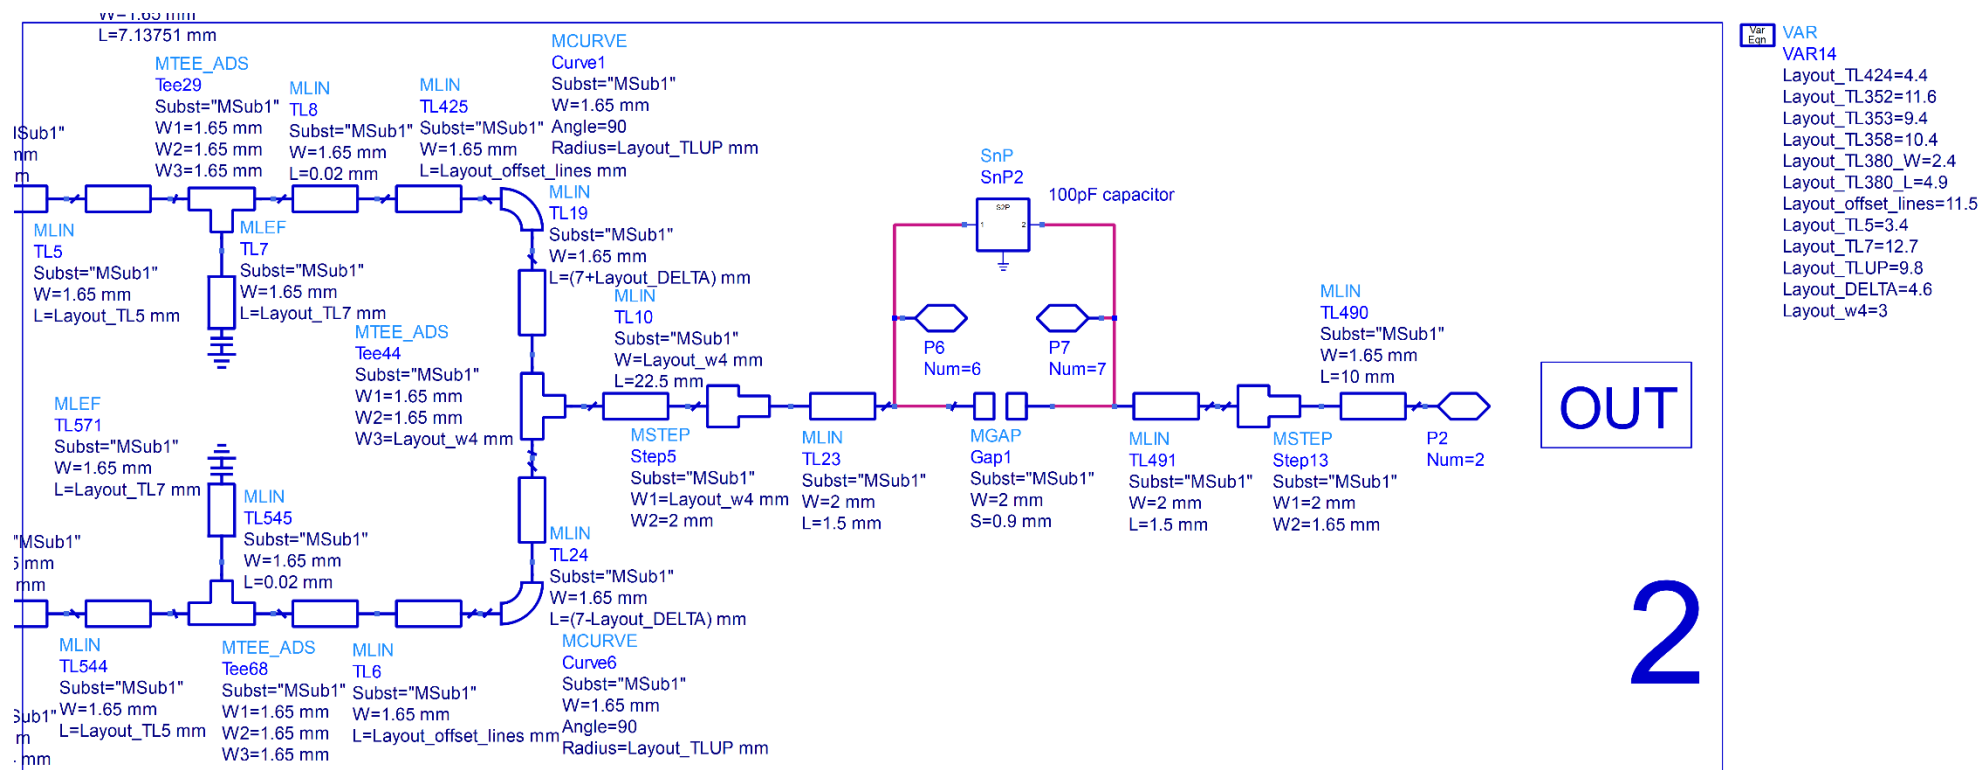 W=1.65 mm
L=7.13751 mm
MTEE_ADS
Tee29
Subst="MSub1"
W1=1.65 mm
W2=1.65 mm
W3=1.65 mm
MLIN
TL8
Subst="MSub1"
W=1.65 mm
L=0.02 mm
MLIN
TL425
Subst="MSub1"
W=1.65 mm
L=Layout_offset_lines mm
MCURVE
Curve1
Subst="MSub1"
W=1.65 mm
Angle=90
Radius=Layout_TLUP mm
MLIN
TL19
Subst="MSub1"
W=1.65 mm
L=(7+Layout_DELTA) mm
MSub1"
mm
m
MLIN
TL5
Subst="MSub1"
W=1.65 mm
L=Layout_TL5 mm
MLEF
TL7
Subst="MSub1"
W=1.65 mm
L=Layout_TL7 mm
MTEE_ADS
Tee44
Subst="MSub1"
W1=1.65 mm
W2=1.65 mm
W3=Layout_w4 mm
MLIN
TL10
Subst="MSub1"
W=Layout_w4 mm
L=22.5 mm
SnP
SnP2
100pF capacitor
S2P
1
2
P6
Num=6
P7
Num=7
MLIN
TL490
Subst="MSub1"
W=1.65 mm
L=10 mm
OUT
MLEF
TL571
Subst="MSub1"
W=1.65 mm
L=Layout_TL7 mm
MLIN
TL545
Subst="MSub1"
W=1.65 mm
L=0.02 mm
MSTEP
Step5
Subst="MSub1"
W1=Layout_w4 mm
W2=2 mm
MLIN
TL23
Subst="MSub1"
W=2 mm
L=1.5 mm
MGAP
Gap1
Subst="MSub1"
W=2 mm
S=0.9 mm
MLIN
TL491
Subst="MSub1"
W=2 mm
L=1.5 mm
MSTEP
Step13
Subst="MSub1"
W1=2 mm
W2=1.65 mm
P2
Num=2
MLIN
TL24
Subst="MSub1"
W=1.65 mm
L=(7-Layout_DELTA) mm
"MSub1"
5 mm
mm
MLIN
TL544
Subst="MSub1"
W=1.65 mm
L=Layout_TL5 mm
MTEE_ADS
Tee68
Subst="MSub1"
W1=1.65 mm
W2=1.65 mm
W3=1.65 mm
MLIN
TL6
Subst="MSub1"
W=1.65 mm
L=Layout_offset_lines mm
MCURVE
Curve6
Subst="MSub1"
W=1.65 mm
Angle=90
Radius=Layout_TLUP mm
Sub1"
m
mm
2
Var
Eqn
VAR
VAR14
Layout_TL424=4.4
Layout_TL352=11.6
Layout_TL353=9.4
Layout_TL358=10.4
Layout_TL380_W=2.4
Layout_TL380_L=4.9
Layout_offset_lines=11.5
Layout_TL5=3.4
Layout_TL7=12.7
Layout_TLUP=9.8
Layout_DELTA=4.6
Layout_w4=3